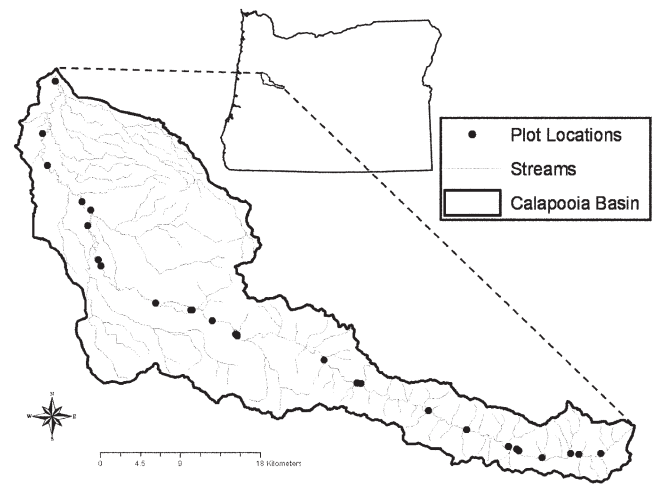 Plot Locations
Streams
Calapooia Basin
N
W E
S
0 4.5 9 18 Kilometers